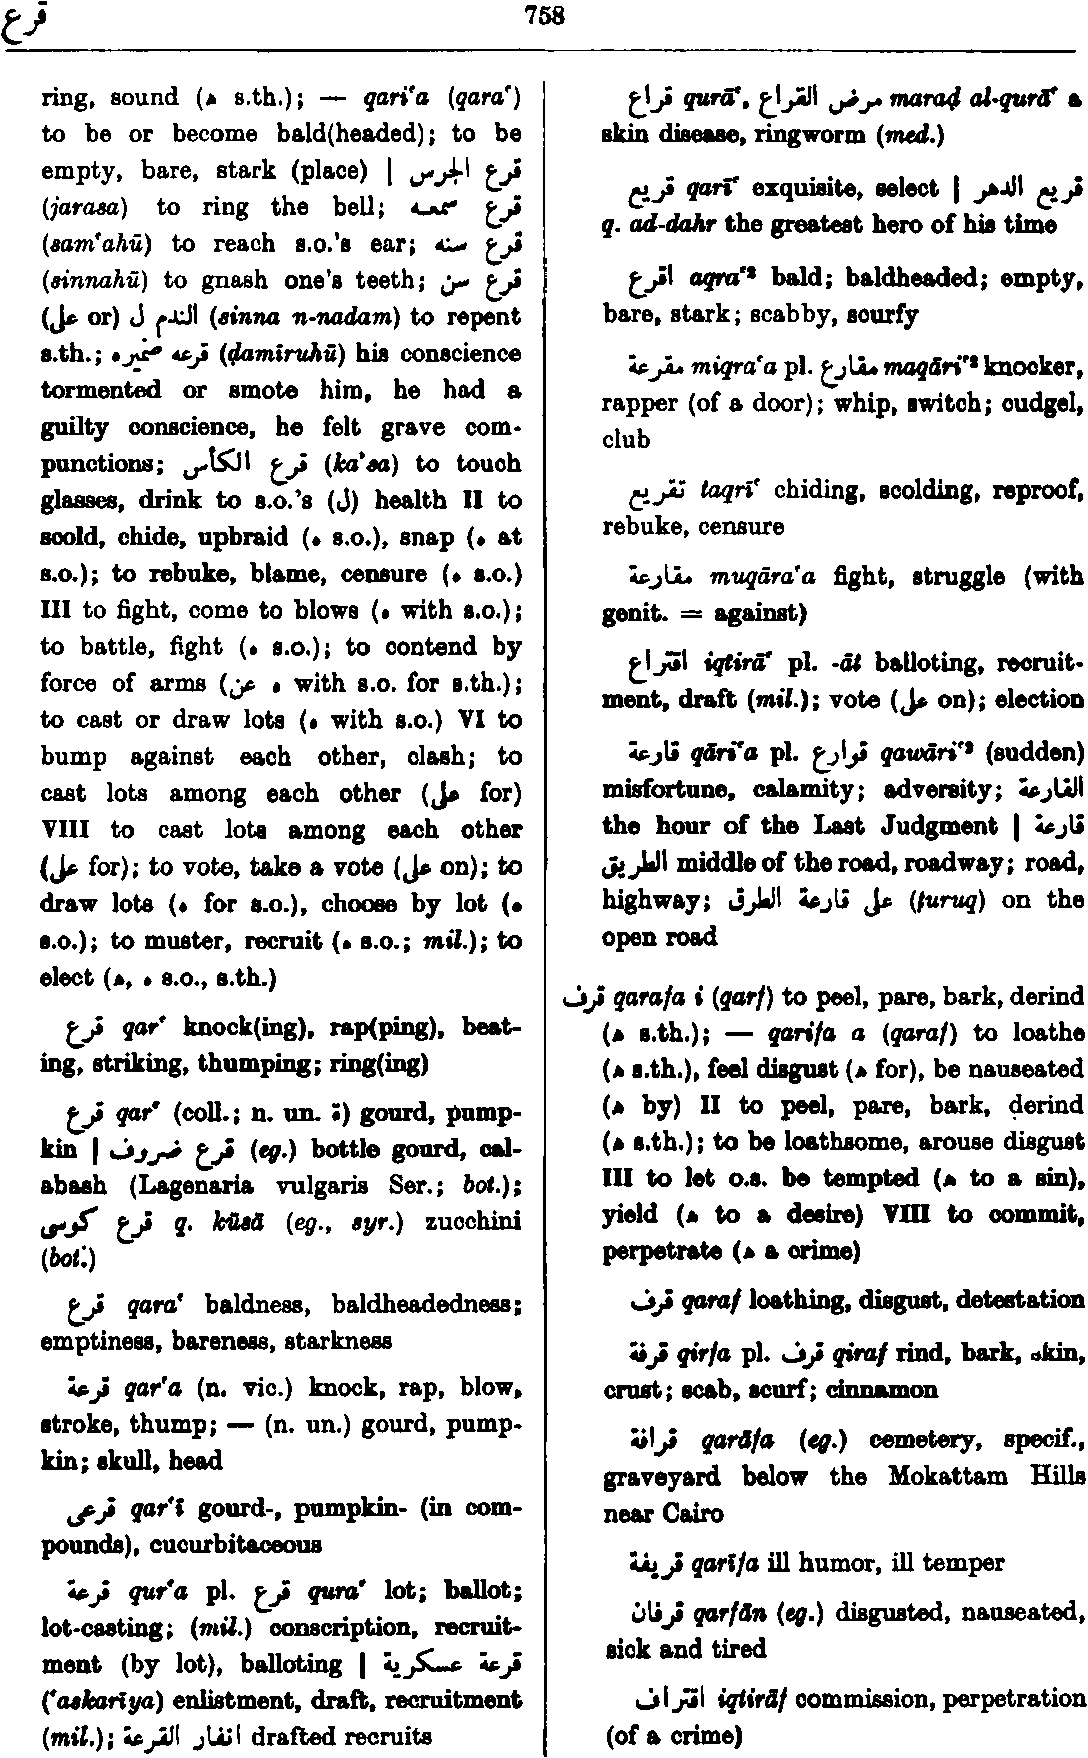 قرع
758
ring, sound (ه s.th.); — qari‘a (qara‘)
to be or become bald(headed); to be
empty, bare, stark (place) | قرع الجرس
(jarasa) to ring the bell; قرع سمعه
(sam‘ahū) to reach s.o.'s ear; قرع سنه
(sinnahū) to gnash one's teeth; قرع سن
الندم ل (or على) (sinna n-nadam) to repent
s.th.; قرعه ضميره (ḍamīruhū) his conscience
tormented or smote him, he had a
guilty conscience, he felt grave com-
punctions; قرع الكأس (ka’sa) to touch
glasses, drink to s.o.'s (ل) health II to
scold, chide, upbraid (ه s.o.), snap (ه at
s.o.); to rebuke, blame, censure (ه s.o.)
III to fight, come to blows (ه with s.o.);
to battle, fight (ه s.o.); to contend by
force of arms (ه عن with s.o. for s.th.);
to cast or draw lots (ه with s.o.) VI to
bump against each other, clash; to
cast lots among each other (على for)
VIII to cast lots among each other
(على for); to vote, take a vote (على on); to
draw lots (ه for s.o.), choose by lot (ه
s.o.); to muster, recruit (ه s.o.; mil.); to
elect (ه, ه s.o., s.th.)
قرع qar‘ knock(ing), rap(ping), beat-
ing, striking, thumping; ring(ing)
قرع qar‘ (coll.; n. un. ة) gourd, pump-
kin | قرع ضروف (eg.) bottle gourd, cal-
abash (Lagenaria vulgaris Ser.; bot.);
قرع كوسى q. kūsā (eg., syr.) zucchini
(bot.)
قرع qara‘ baldness, baldheadedness;
emptiness, bareness, starkness
قرعة qar‘a (n. vic.) knock, rap, blow,
stroke, thump; — (n. un.) gourd, pump-
kin; skull, head
قرعى qar‘ī gourd-, pumpkin- (in com-
pounds), cucurbitaceous
قرعة qur‘a pl. قرع qura‘ lot; ballot;
lot-casting; (mil.) conscription, recruit-
ment (by lot), balloting | قرعة عسكرية
(‘askarīya) enlistment, draft, recruitment
(mil.); انفار القرعة drafted recruits
قراع qurā‘, مرض القراع maraḍ al-qurā‘ a
skin disease, ringworm (med.)
قريع qarī‘ exquisite, select | قريع الدهر
q. ad-dahr the greatest hero of his time
اقرع aqra‘² bald; baldheaded; empty,
bare, stark; scabby, scurfy
مقرعة miqra‘a pl. مقارع maqāri‘² knocker,
rapper (of a door); whip, switch; cudgel,
club
تقريع taqrī‘ chiding, scolding, reproof,
rebuke, censure
مقارعة muqāra‘a fight, struggle (with
genit. = against)
اقتراع iqtirā‘ pl. -āt balloting, recruit-
ment, draft (mil.); vote (على on); election
قارعة qāri‘a pl. قوارع qawāri‘² (sudden)
misfortune, calamity; adversity; القارعة
the hour of the Last Judgment | قارعة
الطريق middle of the road, roadway; road,
highway; على قارعة الطرق (ṭuruq) on the
open road
قرف qarafa i (qarf) to peel, pare, bark, derind
(ه s.th.); — qarifa a (qaraf) to loathe
(ه s.th.), feel disgust (ه for), be nauseated
(ه by) II to peel, pare, bark, derind
(ه s.th.); to be loathsome, arouse disgust
III to let o.s. be tempted (ه to a sin),
yield (ه to a desire) VIII to commit,
perpetrate (ه a crime)
قرف qaraf loathing, disgust, detestation
قرفة qirfa pl. قرف qiraf rind, bark, skin,
crust; scab, scurf; cinnamon
قرافة qarāfa (eg.) cemetery, specif.,
graveyard below the Mokattam Hills
near Cairo
قريفة qarīfa ill humor, ill temper
قرفان qarfān (eg.) disgusted, nauseated,
sick and tired
اقتراف iqtirāf commission, perpetration
(of a crime)